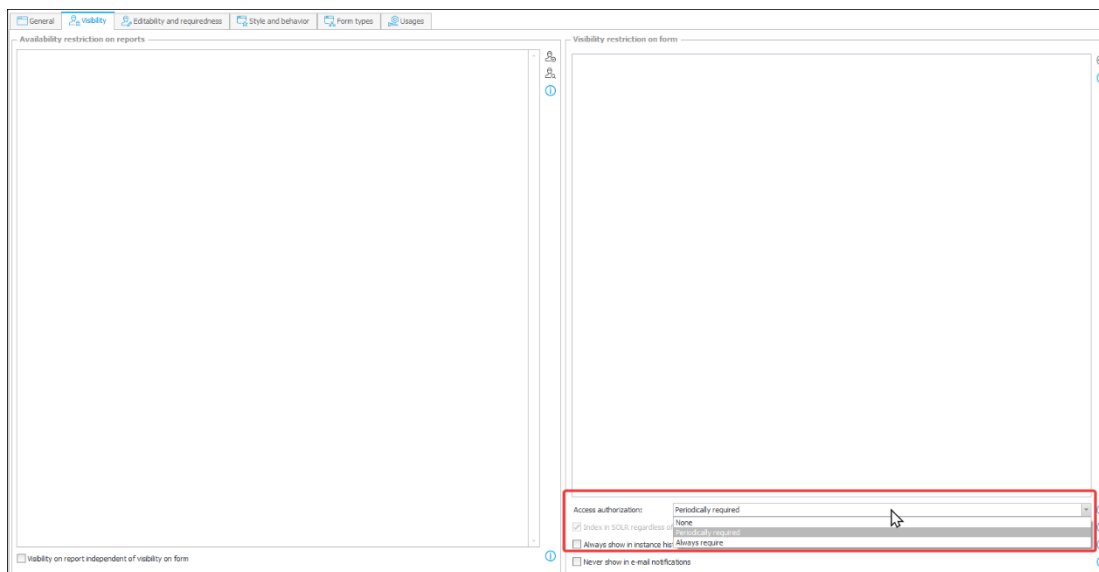 General Visibility Editability and requiredness Style and behavior Form types Usages
Availability restriction on reports
Visibility restriction on form
Access authorization: Periodically required
None
Index in SOLR regardless of
Periodically required
Always show in instance his
Always require
Visibility on report independent of visibility on form
Never show in e-mail notifications